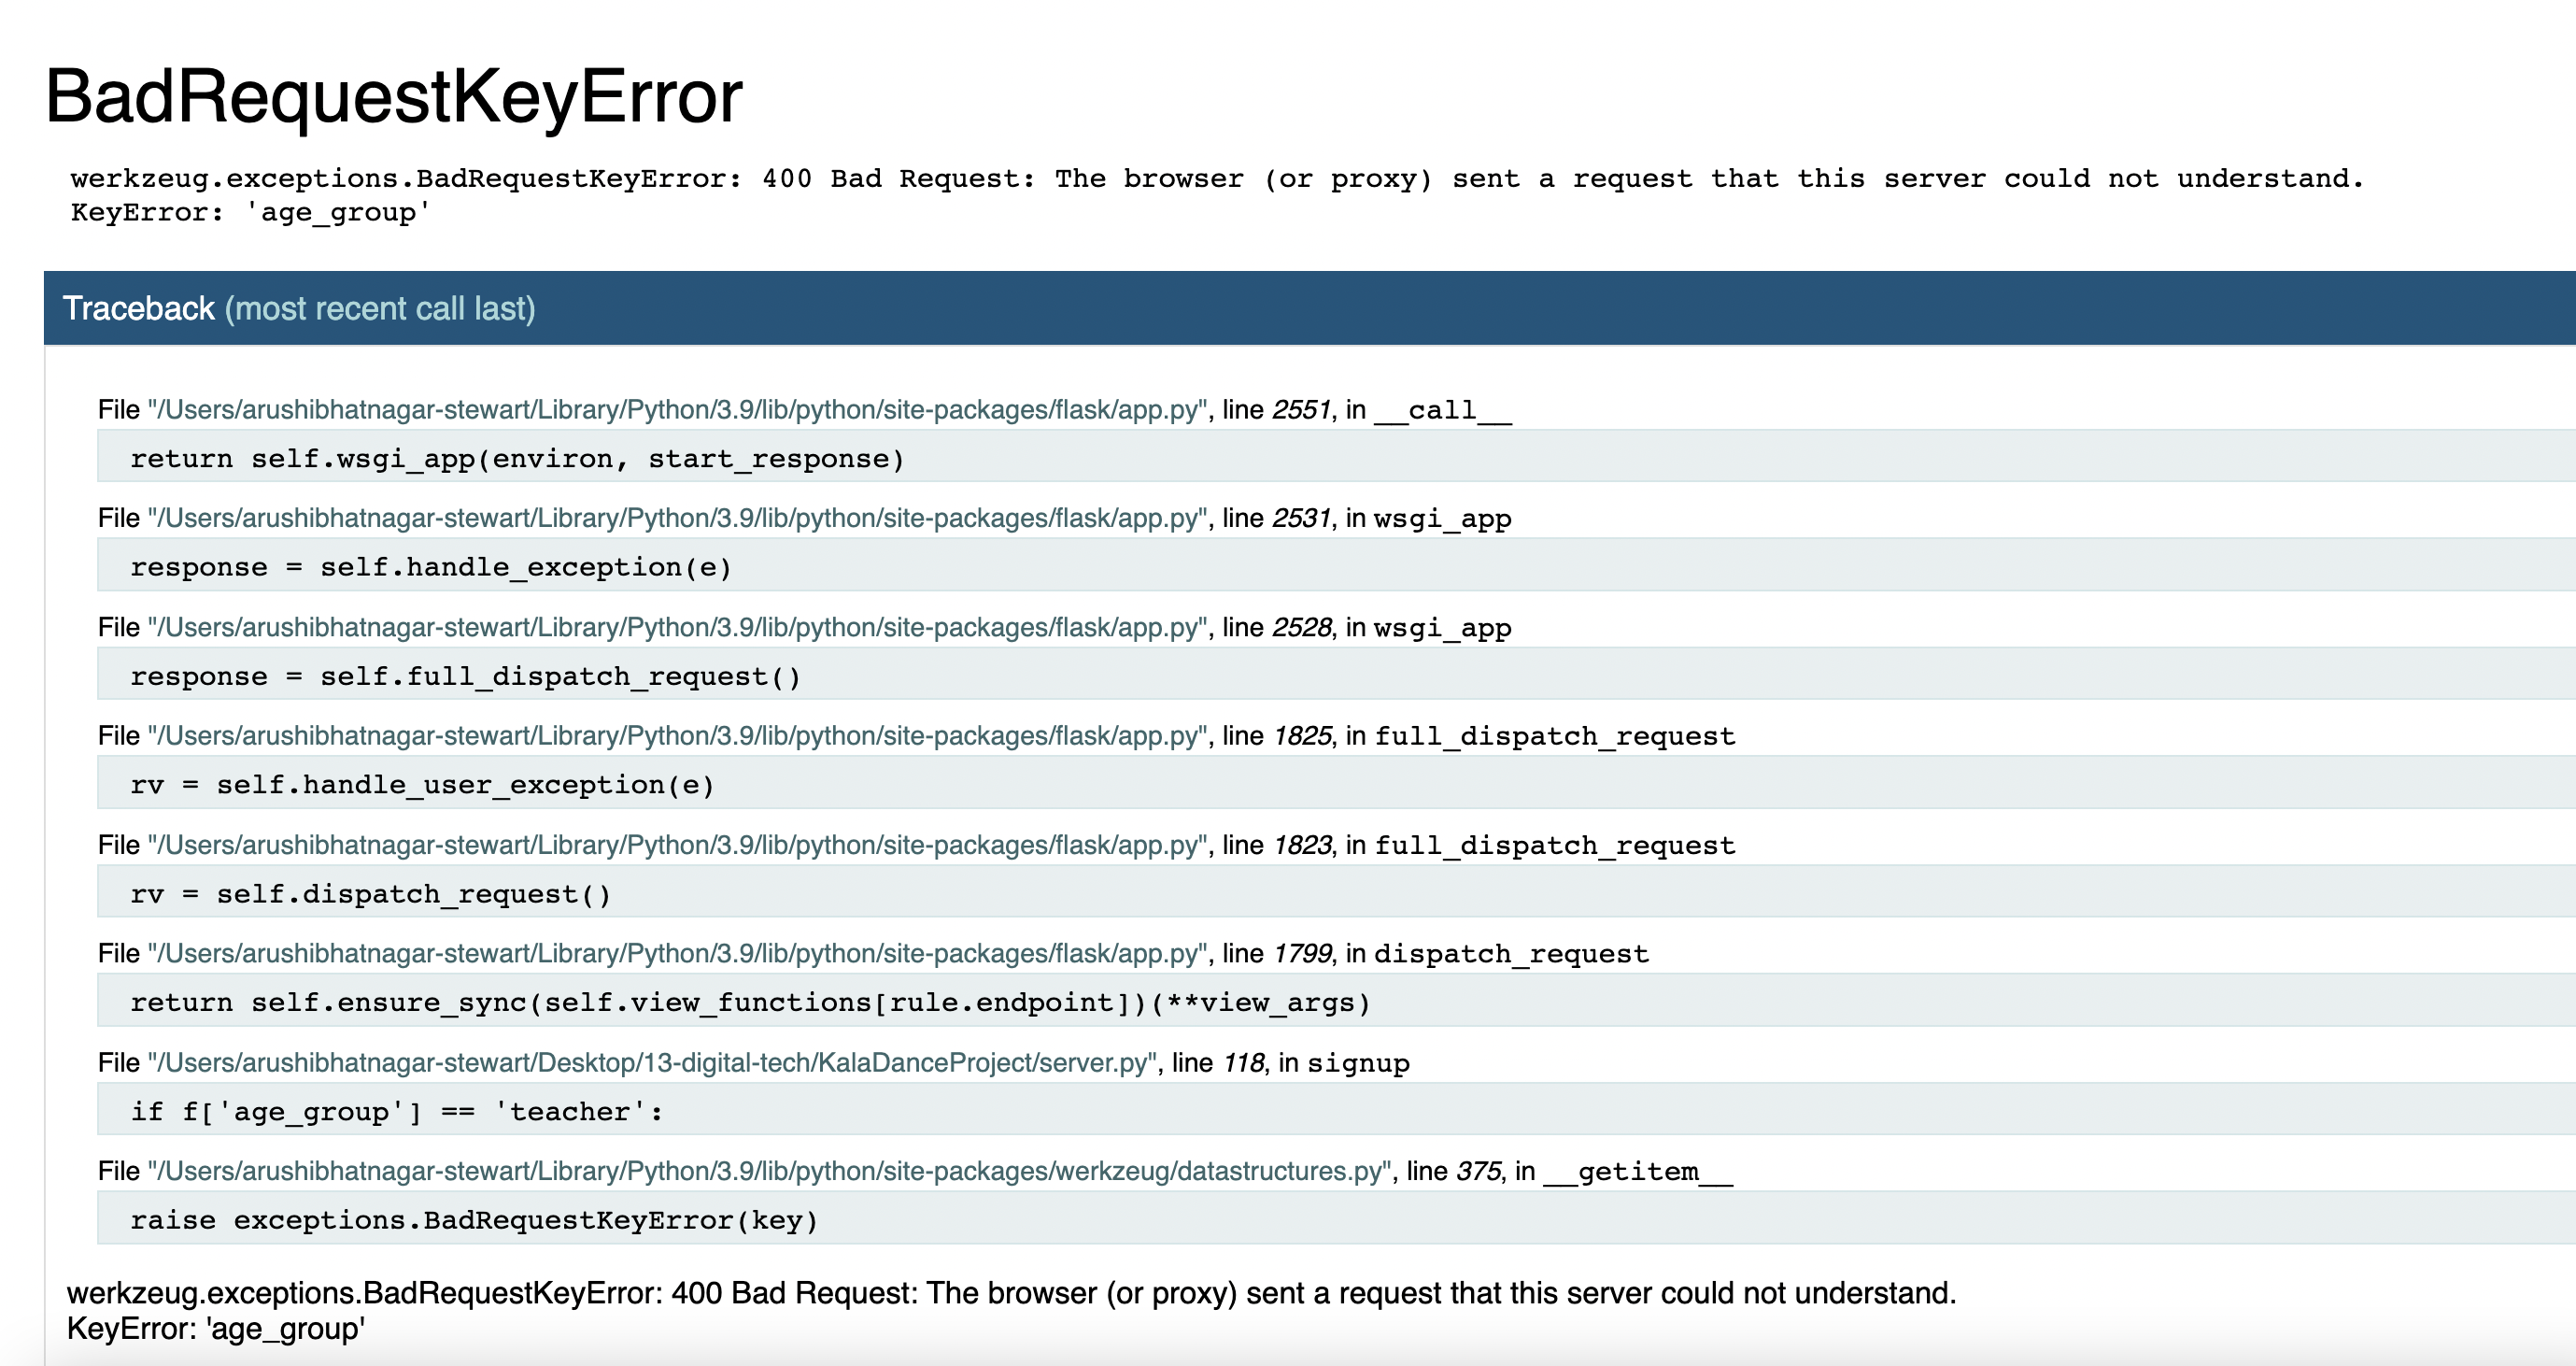 BadRequestKeyError
werkzeug.exceptions.BadRequestKeyError: 400 Bad Request: The browser (or proxy) sent a request that this server could not understand.
KeyError: 'age_group'
Traceback (most recent call last)
File "/Users/arushibhatnagar-stewart/Library/Python/3.9/lib/python/site-packages/flask/app.py", line 2551, in __call__
return self.wsgi_app(environ, start_response)
File "/Users/arushibhatnagar-stewart/Library/Python/3.9/lib/python/site-packages/flask/app.py", line 2531, in wsgi_app
response = self.handle_exception(e)
File "/Users/arushibhatnagar-stewart/Library/Python/3.9/lib/python/site-packages/flask/app.py", line 2528, in wsgi_app
response = self.full_dispatch_request()
File "/Users/arushibhatnagar-stewart/Library/Python/3.9/lib/python/site-packages/flask/app.py", line 1825, in full_dispatch_request
rv = self.handle_user_exception(e)
File "/Users/arushibhatnagar-stewart/Library/Python/3.9/lib/python/site-packages/flask/app.py", line 1823, in full_dispatch_request
rv = self.dispatch_request()
File "/Users/arushibhatnagar-stewart/Library/Python/3.9/lib/python/site-packages/flask/app.py", line 1799, in dispatch_request
return self.ensure_sync(self.view_functions[rule.endpoint])(**view_args)
File "/Users/arushibhatnagar-stewart/Desktop/13-digital-tech/KalaDanceProject/server.py", line 118, in signup
if f['age_group'] == 'teacher':
File "/Users/arushibhatnagar-stewart/Library/Python/3.9/lib/python/site-packages/werkzeug/datastructures.py", line 375, in __getitem__
raise exceptions.BadRequestKeyError(key)
werkzeug.exceptions.BadRequestKeyError: 400 Bad Request: The browser (or proxy) sent a request that this server could not understand.
KeyError: 'age_group'